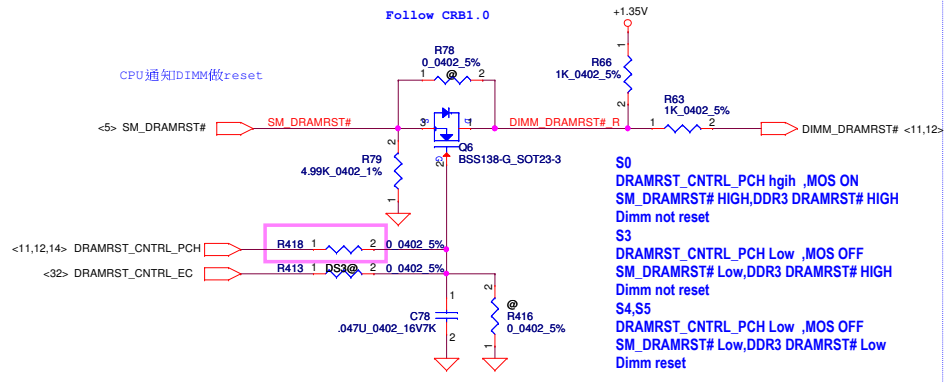 Follow CRB1.0
+1.35V
CPU通知DIMM做reset
R78
0_0402_5%
1 @ 2
R66
1K_0402_5%
1
2
R63
1K_0402_5%
1 2
<5> SM_DRAMRST#
SM_DRAMRST#
3 S
D 1
DIMM_DRAMRST#_R
DIMM_DRAMRST# <11,12>
Q6
BSS138-G_SOT23-3
G
2
R79
4.99K_0402_1%
2
1
<11,12,14> DRAMRST_CNTRL_PCH
R418 1 2 0_0402_5%
<32> DRAMRST_CNTRL_EC
R413 1 DS3@ 2 0_0402_5%
C78
.047U_0402_16V7K
1
2
@
R416
0_0402_5%
2
1
S0
DRAMRST_CNTRL_PCH hgih ,MOS ON
SM_DRAMRST# HIGH,DDR3 DRAMRST# HIGH
Dimm not reset
S3
DRAMRST_CNTRL_PCH Low ,MOS OFF
SM_DRAMRST# Low,DDR3 DRAMRST# HIGH
Dimm not reset
S4,S5
DRAMRST_CNTRL_PCH Low ,MOS OFF
SM_DRAMRST# Low,DDR3 DRAMRST# Low
Dimm reset